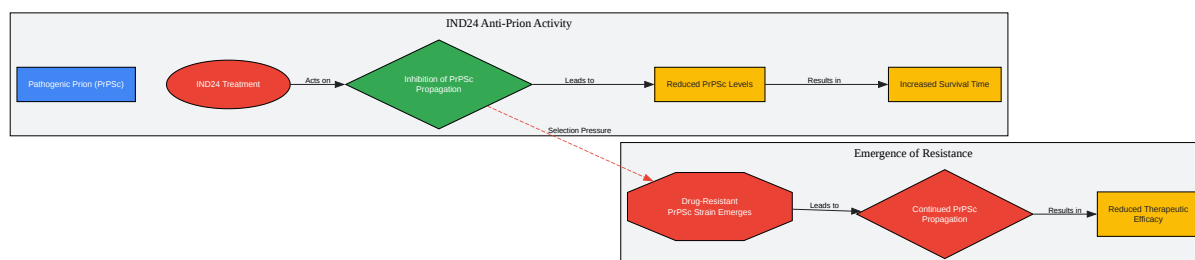 IND24 Anti-Prion Activity
Pathogenic Prion (PrPSc)
IND24 Treatment
Acts on
Inhibition of PrPSc
Propagation
Leads to
Reduced PrPSc Levels
Results in
Increased Survival Time
Selection Pressure
Emergence of Resistance
Drug-Resistant
PrPSc Strain Emerges
Leads to
Continued PrPSc
Propagation
Results in
Reduced Therapeutic
Efficacy